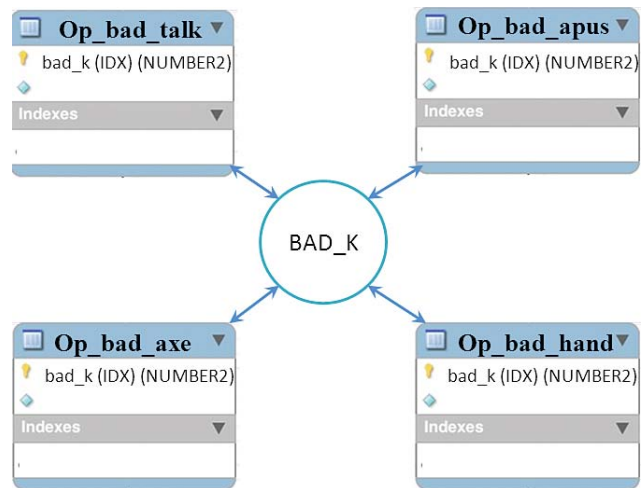 Op_bad_talk
bad_k (IDX) (NUMBER2)
Indexes
Op_bad_apus
bad_k (IDX) (NUMBER2)
Indexes
BAD_K
Op_bad_axe
bad_k (IDX) (NUMBER2)
Indexes
Op_bad_hand
bad_k (IDX) (NUMBER2)
Indexes